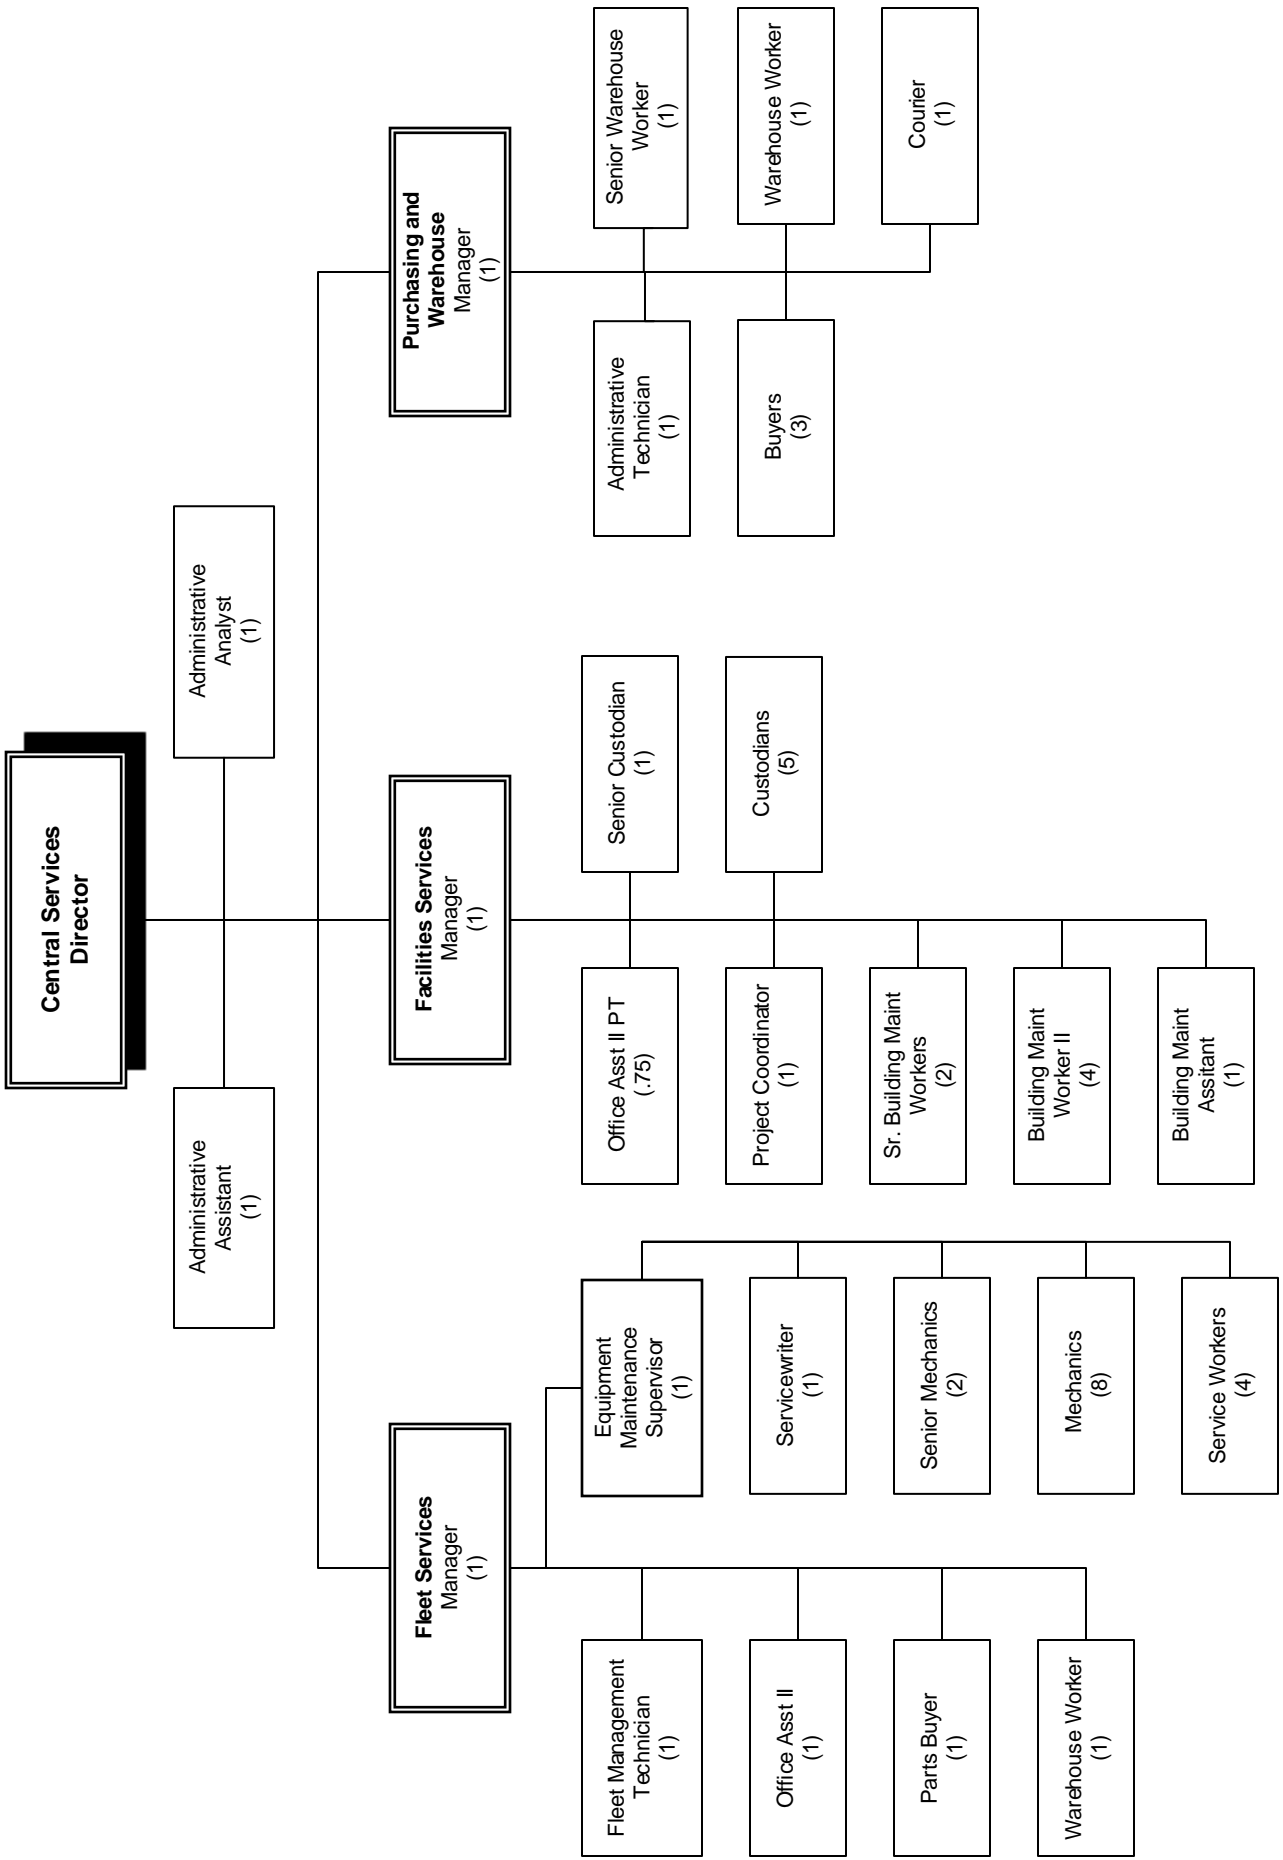 Central Services
Director
Administrative
Assistant
(1)
Administrative
Analyst
(1)
Fleet Services
Manager
(1)
Facilities Services
Manager
(1)
Purchasing and
Warehouse
Manager
(1)
Fleet Management
Technician
(1)
Office Asst II
(1)
Parts Buyer
(1)
Warehouse Worker
(1)
Equipment
Maintenance
Supervisor
(1)
Servicewriter
(1)
Senior Mechanics
(2)
Mechanics
(8)
Service Workers
(4)
Office Asst II PT
(.75)
Project Coordinator
(1)
Sr. Building Maint
Workers
(2)
Building Maint
Worker II
(4)
Building Maint
Assitant
(1)
Senior Custodian
(1)
Custodians
(5)
Administrative
Technician
(1)
Buyers
(3)
Senior Warehouse
Worker
(1)
Warehouse Worker
(1)
Courier
(1)